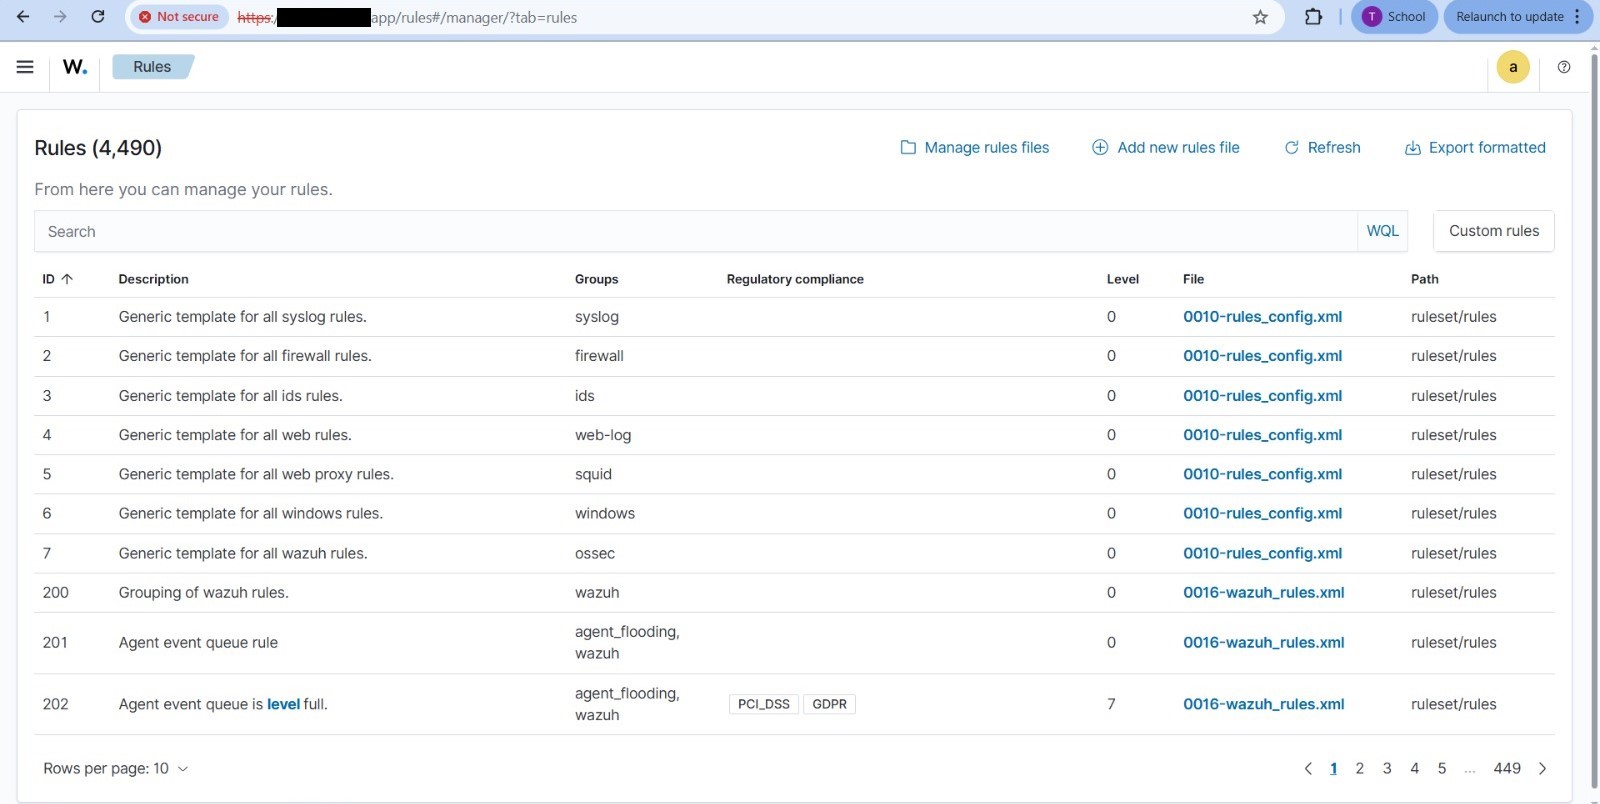 Not secure https:/ app/rules#/manager/?tab=rules T School Relaunch to update
W. Rules a
Rules (4,490) Manage rules files Add new rules file Refresh Export formatted
From here you can manage your rules.
Search WQL Custom rules
ID Description Groups Regulatory compliance Level File Path
1 Generic template for all syslog rules. syslog 0 0010-rules_config.xml ruleset/rules
2 Generic template for all firewall rules. firewall 0 0010-rules_config.xml ruleset/rules
3 Generic template for all ids rules. ids 0 0010-rules_config.xml ruleset/rules
4 Generic template for all web rules. web-log 0 0010-rules_config.xml ruleset/rules
5 Generic template for all web proxy rules. squid 0 0010-rules_config.xml ruleset/rules
6 Generic template for all windows rules. windows 0 0010-rules_config.xml ruleset/rules
7 Generic template for all wazuh rules. ossec 0 0010-rules_config.xml ruleset/rules
200 Grouping of wazuh rules. wazuh 0 0016-wazuh_rules.xml ruleset/rules
201 Agent event queue rule agent_flooding, wazuh 0 0016-wazuh_rules.xml ruleset/rules
202 Agent event queue is level full. agent_flooding, wazuh PCI_DSS GDPR 7 0016-wazuh_rules.xml ruleset/rules
Rows per page: 10 1 2 3 4 5 ... 449